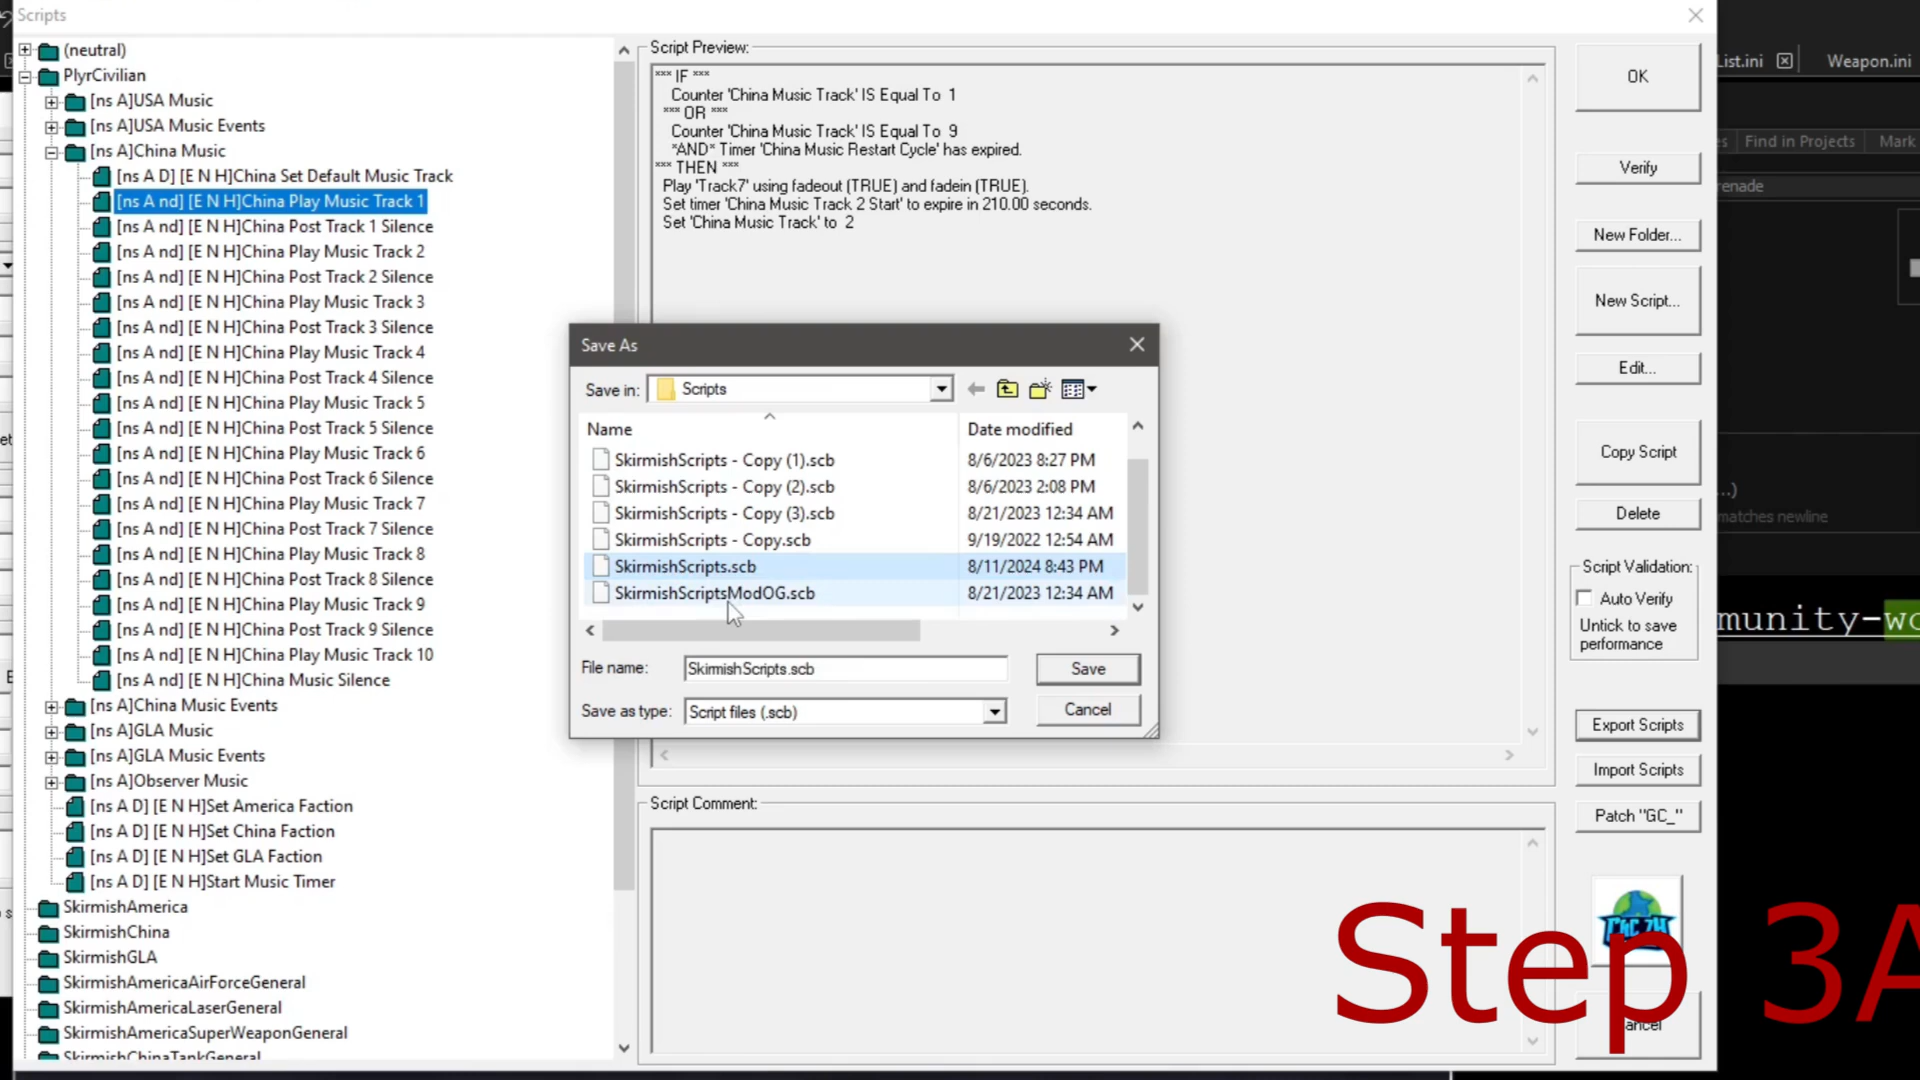 Scripts
(neutral)
PlyrCivilian
[ns A]USA Music
[ns A]USA Music Events
[ns A]China Music
[ns A D] [E N H]China Set Default Music Track
[ns A nd] [E N H]China Play Music Track 1
[ns A nd] [E N H]China Post Track 1 Silence
[ns A nd] [E N H]China Play Music Track 2
[ns A nd] [E N H]China Post Track 2 Silence
[ns A nd] [E N H]China Play Music Track 3
[ns A nd] [E N H]China Post Track 3 Silence
[ns A nd] [E N H]China Play Music Track 4
[ns A nd] [E N H]China Post Track 4 Silence
[ns A nd] [E N H]China Play Music Track 5
[ns A nd] [E N H]China Post Track 5 Silence
[ns A nd] [E N H]China Play Music Track 6
[ns A nd] [E N H]China Post Track 6 Silence
[ns A nd] [E N H]China Play Music Track 7
[ns A nd] [E N H]China Post Track 7 Silence
[ns A nd] [E N H]China Play Music Track 8
[ns A nd] [E N H]China Post Track 8 Silence
[ns A nd] [E N H]China Play Music Track 9
[ns A nd] [E N H]China Post Track 9 Silence
[ns A nd] [E N H]China Play Music Track 10
[ns A nd] [E N H]China Music Silence
[ns A]China Music Events
[ns A]GLA Music
[ns A]GLA Music Events
[ns A]Observer Music
[ns A D] [E N H]Set America Faction
[ns A D] [E N H]Set China Faction
[ns A D] [E N H]Set GLA Faction
[ns A D] [E N H]Start Music Timer
SkirmishAmerica
SkirmishChina
SkirmishGLA
SkirmishAmericaAirForceGeneral
SkirmishAmericaLaserGeneral
SkirmishAmericaSuperWeaponGeneral
SkirmishChinaTankGeneral
Script Preview:
*** IF ***
Counter 'China Music Track' IS Equal To 1
*** OR ***
Counter 'China Music Track' IS Equal To 9
*AND* Timer 'China Music Restart Cycle' has expired.
*** THEN ***
Play 'Track7' using fadeout (TRUE) and fadein (TRUE).
Set timer 'China Music Track 2 Start' to expire in 210.00 seconds.
Set 'China Music Track' to 2
Save As
Save in: Scripts
Name Date modified
SkirmishScripts - Copy (1).scb 8/6/2023 8:27 PM
SkirmishScripts - Copy (2).scb 8/6/2023 2:08 PM
SkirmishScripts - Copy (3).scb 8/21/2023 12:34 AM
SkirmishScripts - Copy.scb 9/19/2022 12:54 AM
SkirmishScripts.scb 8/11/2024 8:43 PM
SkirmishScriptsModOG.scb 8/21/2023 12:34 AM
File name: SkirmishScripts.scb Save
Save as type: Script files (.scb) Cancel
Script Comment:
OK
Verify
New Folder...
New Script...
Edit...
Copy Script
Delete
Script Validation:
Auto Verify
Untick to save
performance
Export Scripts
Import Scripts
Patch "GC_"
Cancel
List.ini Weapon.ini
es Find in Projects Mark
renade
...)
matches newline
munity-wo
Step 3A